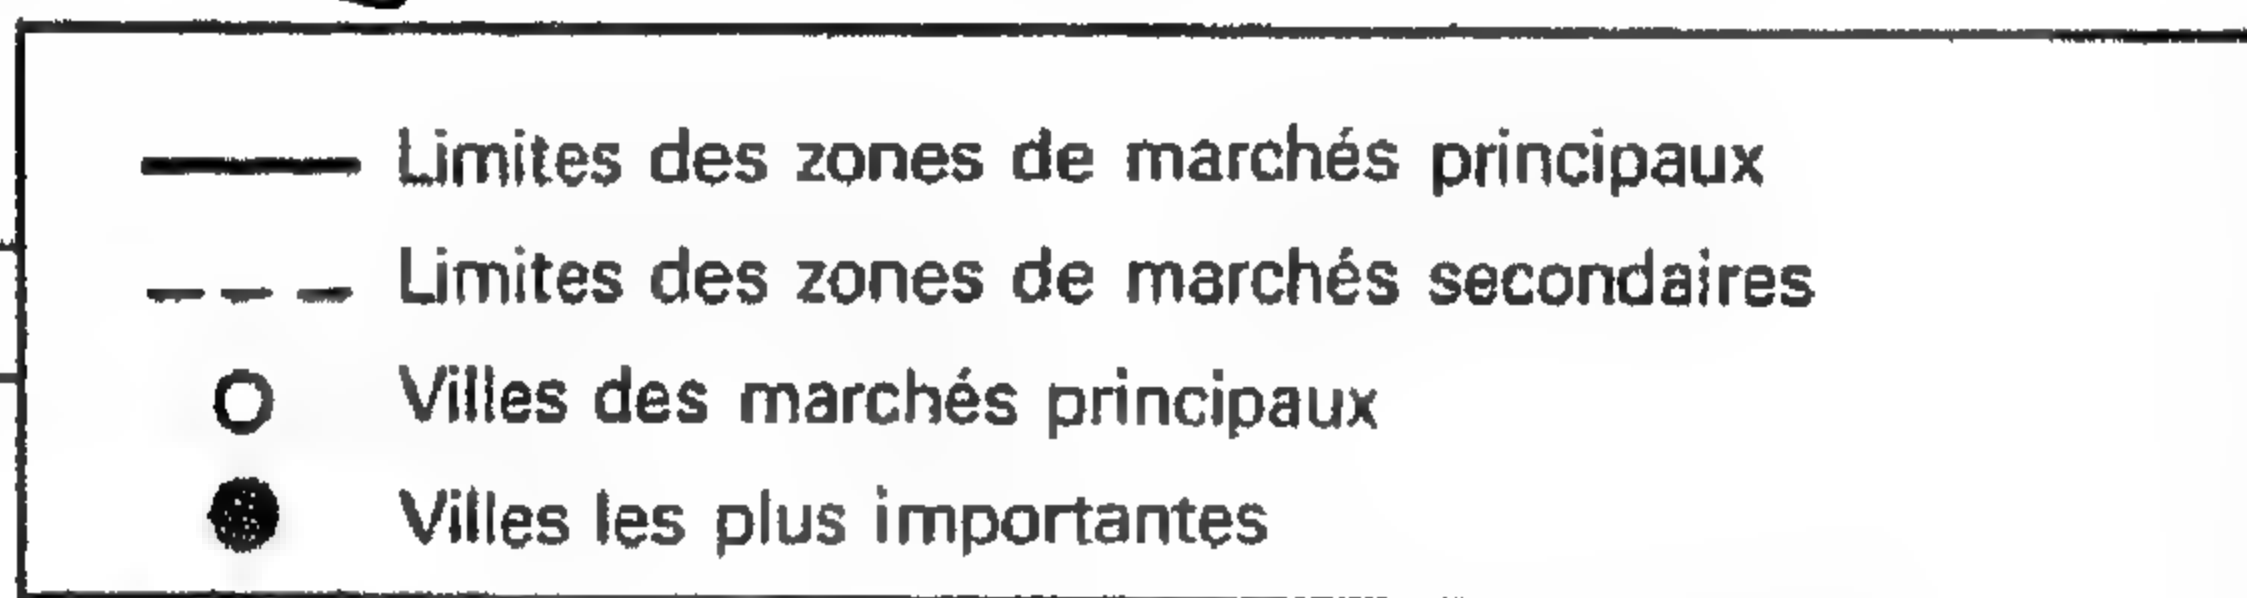 Limites des zones de marchés principaux
Limites des zones de marchés secondaires
Villes des marchés principaux
Villes les plus importantes